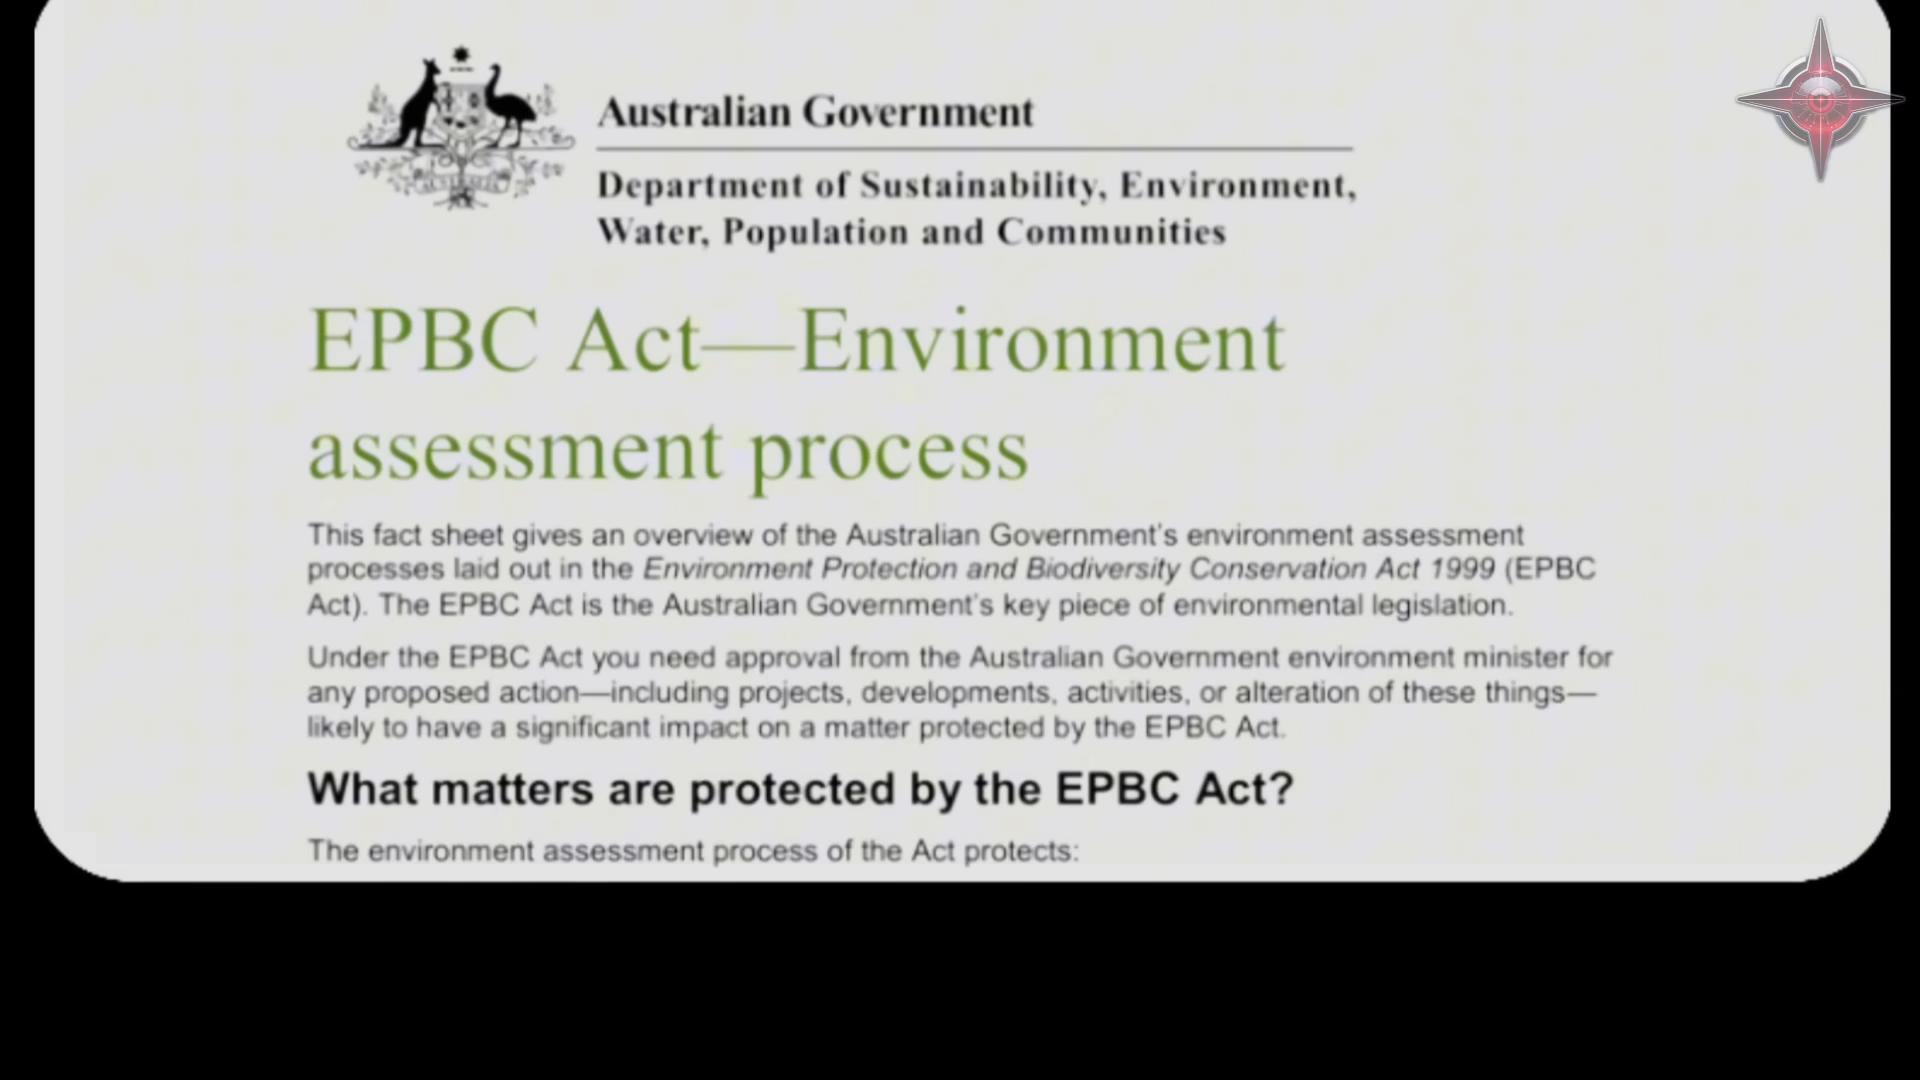 Australian Government
Department of Sustainability, Environment,
Water, Population and Communities
EPBC Act—Environment
assessment process
This fact sheet gives an overview of the Australian Government's environment assessment
processes laid out in the Environment Protection and Biodiversity Conservation Act 1999 (EPBC
Act). The EPBC Act is the Australian Government's key piece of environmental legislation.
Under the EPBC Act you need approval from the Australian Government environment minister for
any proposed action—including projects, developments, activities, or alteration of these things—
likely to have a significant impact on a matter protected by the EPBC Act.
What matters are protected by the EPBC Act?
The environment assessment process of the Act protects: